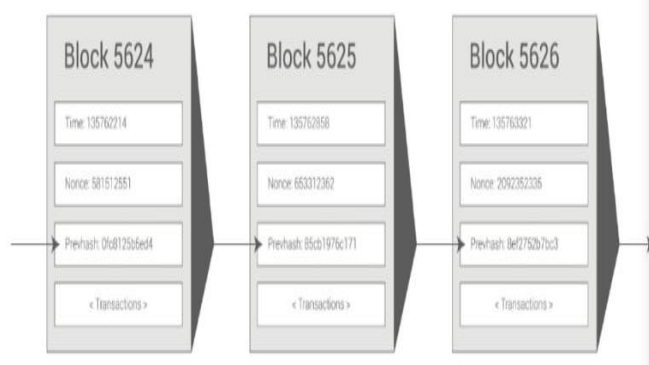 Block 5624
Time: 135762214
Nonce: 581512551
Prevhash: 0fc8125b6ed4
< Transactions >
Block 5625
Time: 135762858
Nonce: 653312362
Prevhash: 85cb1976c171
< Transactions >
Block 5626
Time: 135763321
Nonce: 2092352335
Prevhash: 8ef2752b7bc3
< Transactions >